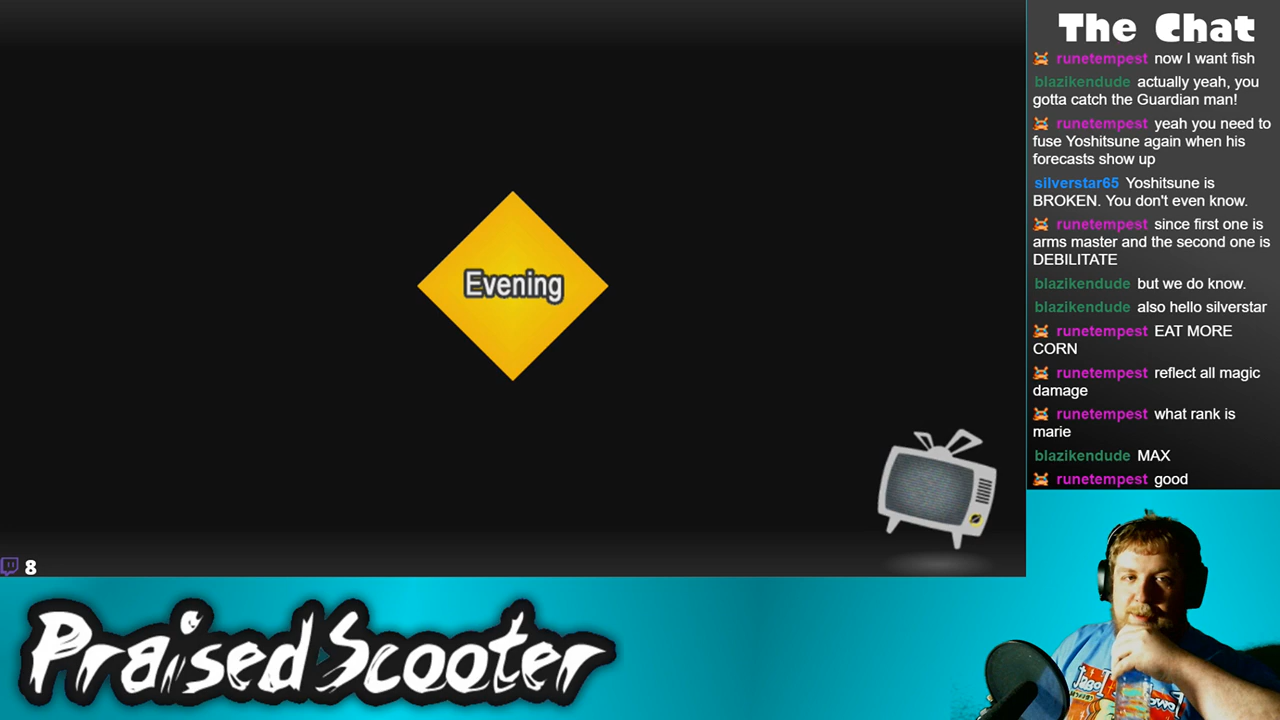 The Chat
runetempest now I want fish
blazikendude actually yeah, you
gotta catch the Guardian man!
runetempest yeah you need to
fuse Yoshitsune again when his
forecasts show up
silverstar65 Yoshitsune is
BROKEN. You don't even know.
runetempest since first one is
arms master and the second one is
DEBILITATE
blazikendude but we do know.
blazikendude also hello silverstar
runetempest EAT MORE
CORN
runetempest reflect all magic
damage
runetempest what rank is
marie
blazikendude MAX
runetempest good
Evening
8
PraisedScooter